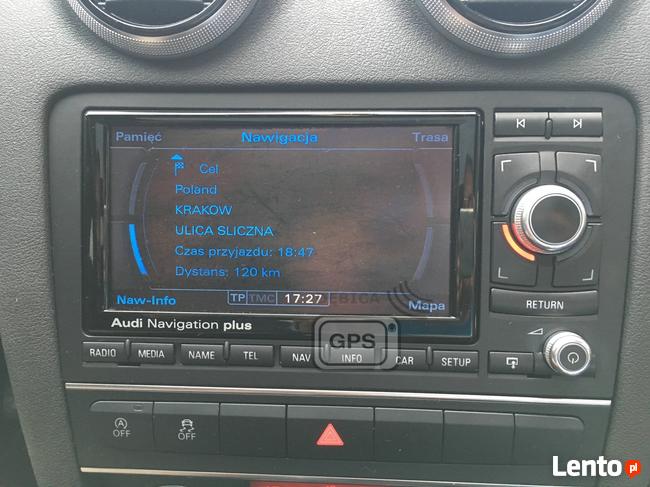 Pamięć Nawigacja Trasa
Cel
Poland
KRAKOW
ULICA SLICZNA
Czas przyjazdu: 18:47
Dystans: 120 km
Naw-Info TP TMC 17:27 Mapa
DEBICA
Audi Navigation plus
GPS
RADIO MEDIA NAME TEL NAV INFO CAR SETUP
RETURN
OFF OFF
Lento.pl